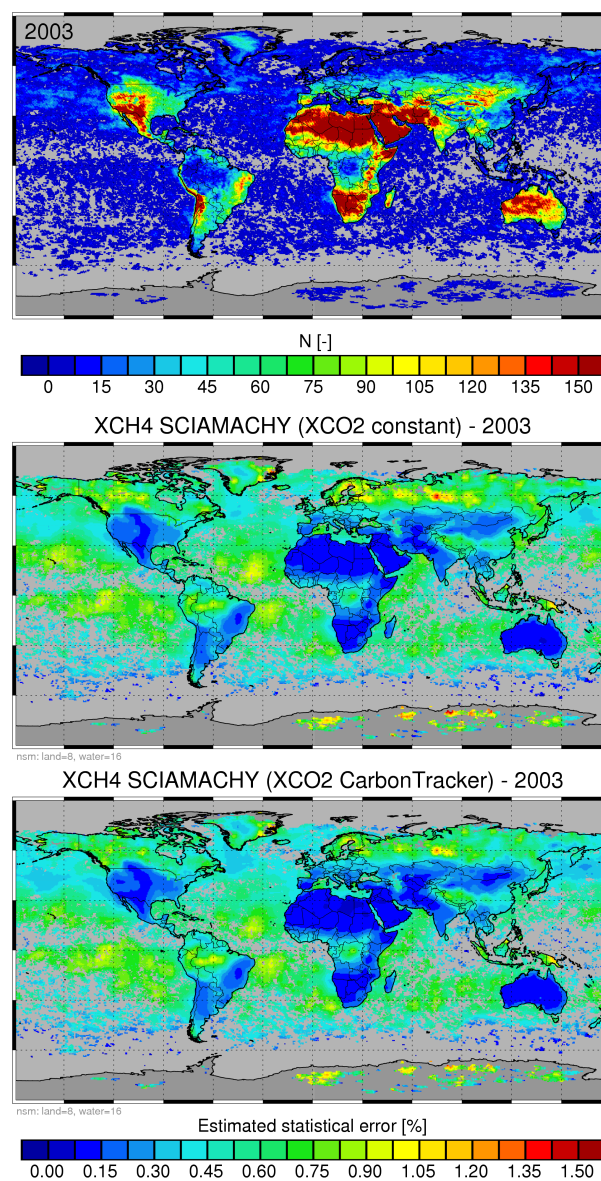 2003
N [-]
0 15 30 45 60 75 90 105 120 135 150
XCH4 SCIAMACHY (XCO2 constant) - 2003
nsm: land=8, water=16
XCH4 SCIAMACHY (XCO2 CarbonTracker) - 2003
nsm: land=8, water=16
Estimated statistical error [%]
0.00 0.15 0.30 0.45 0.60 0.75 0.90 1.05 1.20 1.35 1.50